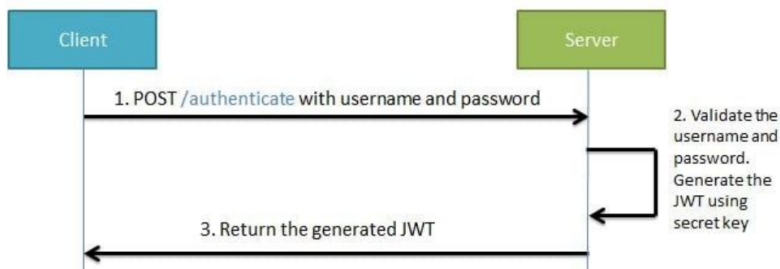 Client
Server
1. POST /authenticate with username and password
2. Validate the
username and
password.
Generate the
JWT using
secret key
3. Return the generated JWT